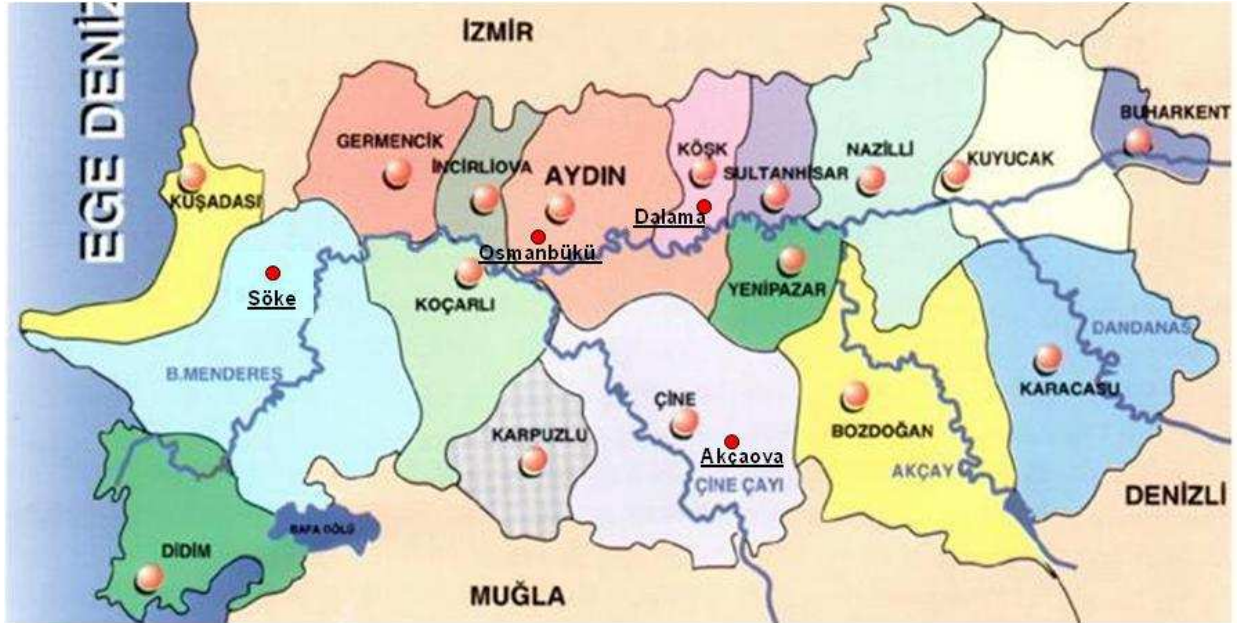 İZMİR
EGE DENİZ
BUHARKENT
GERMENCİK
İNCİRLİOVA
AYDIN
KÖŞK
SULTANHİSAR
NAZİLLİ
KUYUCAK
KUŞADASI
Dalama
Osmanbükü
Söke
KOÇARLI
YENİPAZAR
DANDANAS
B.MENDERES
KARACASU
ÇİNE
KARPUZLU
BOZDOĞAN
Akçaova
AKÇAY
ÇİNE ÇAYI
DENİZLİ
BAFA GÖLÜ
DİDİM
MUĞLA